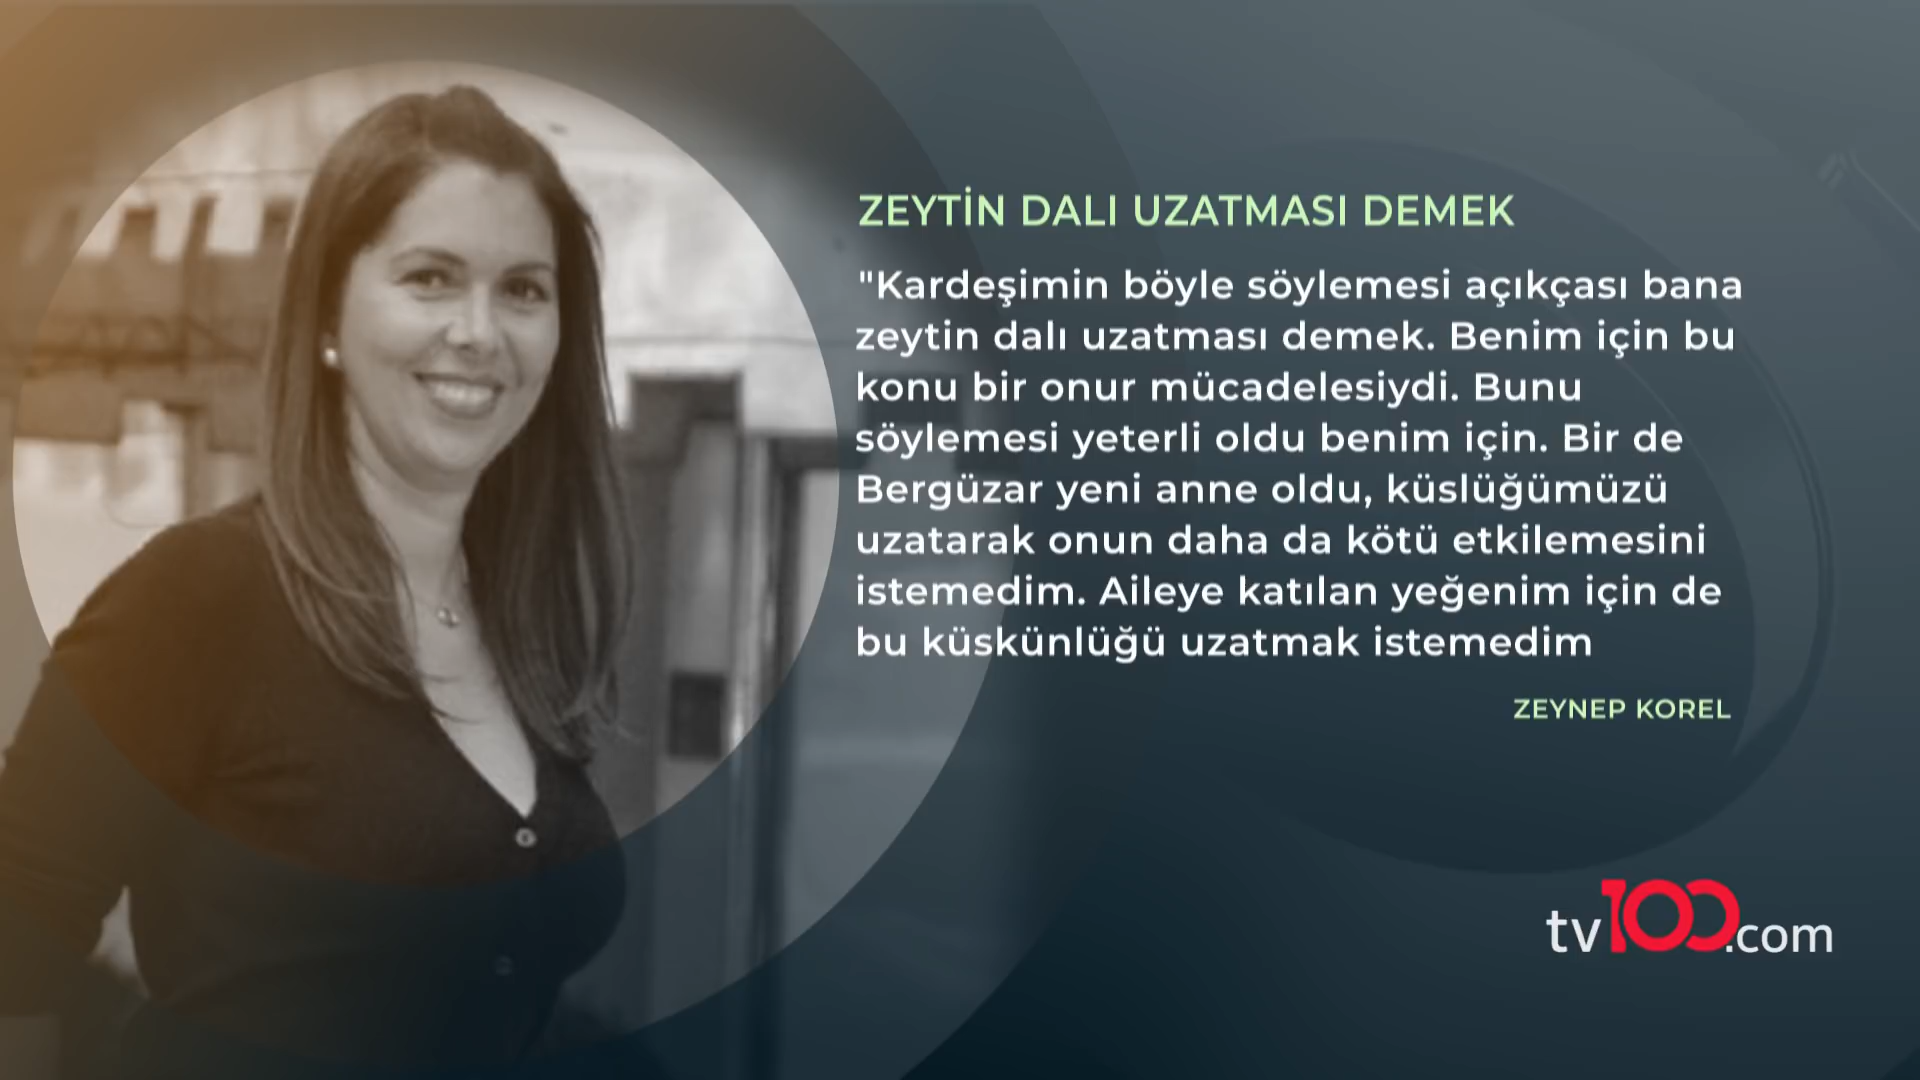 ZEYTİN DALI UZATMASI DEMEK
"Kardeşimin böyle söylemesi açıkçası bana
zeytin dalı uzatması demek. Benim için bu
konu bir onur mücadelesiydi. Bunu
söylemesi yeterli oldu benim için. Bir de
Bergüzar yeni anne oldu, küslüğümüzü
uzatarak onun daha da kötü etkilemesini
istemedim. Aileye katılan yeğenim için de
bu küskünlüğü uzatmak istemedim
ZEYNEP KOREL
tv100.com